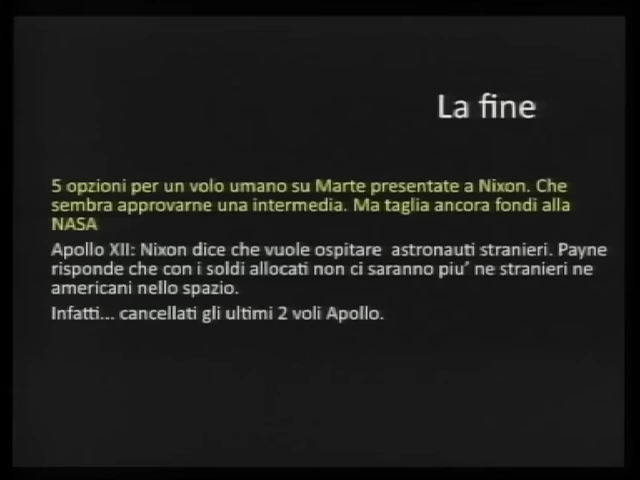 La fine
5 opzioni per un volo umano su Marte presentate a Nixon. Che
sembra approvarne una intermedia. Ma taglia ancora fondi alla
NASA
Apollo XII: Nixon dice che vuole ospitare astronauti stranieri. Payne
risponde che con i soldi allocati non ci saranno piu' ne stranieri ne
americani nello spazio.
Infatti... cancellati gli ultimi 2 voli Apollo.